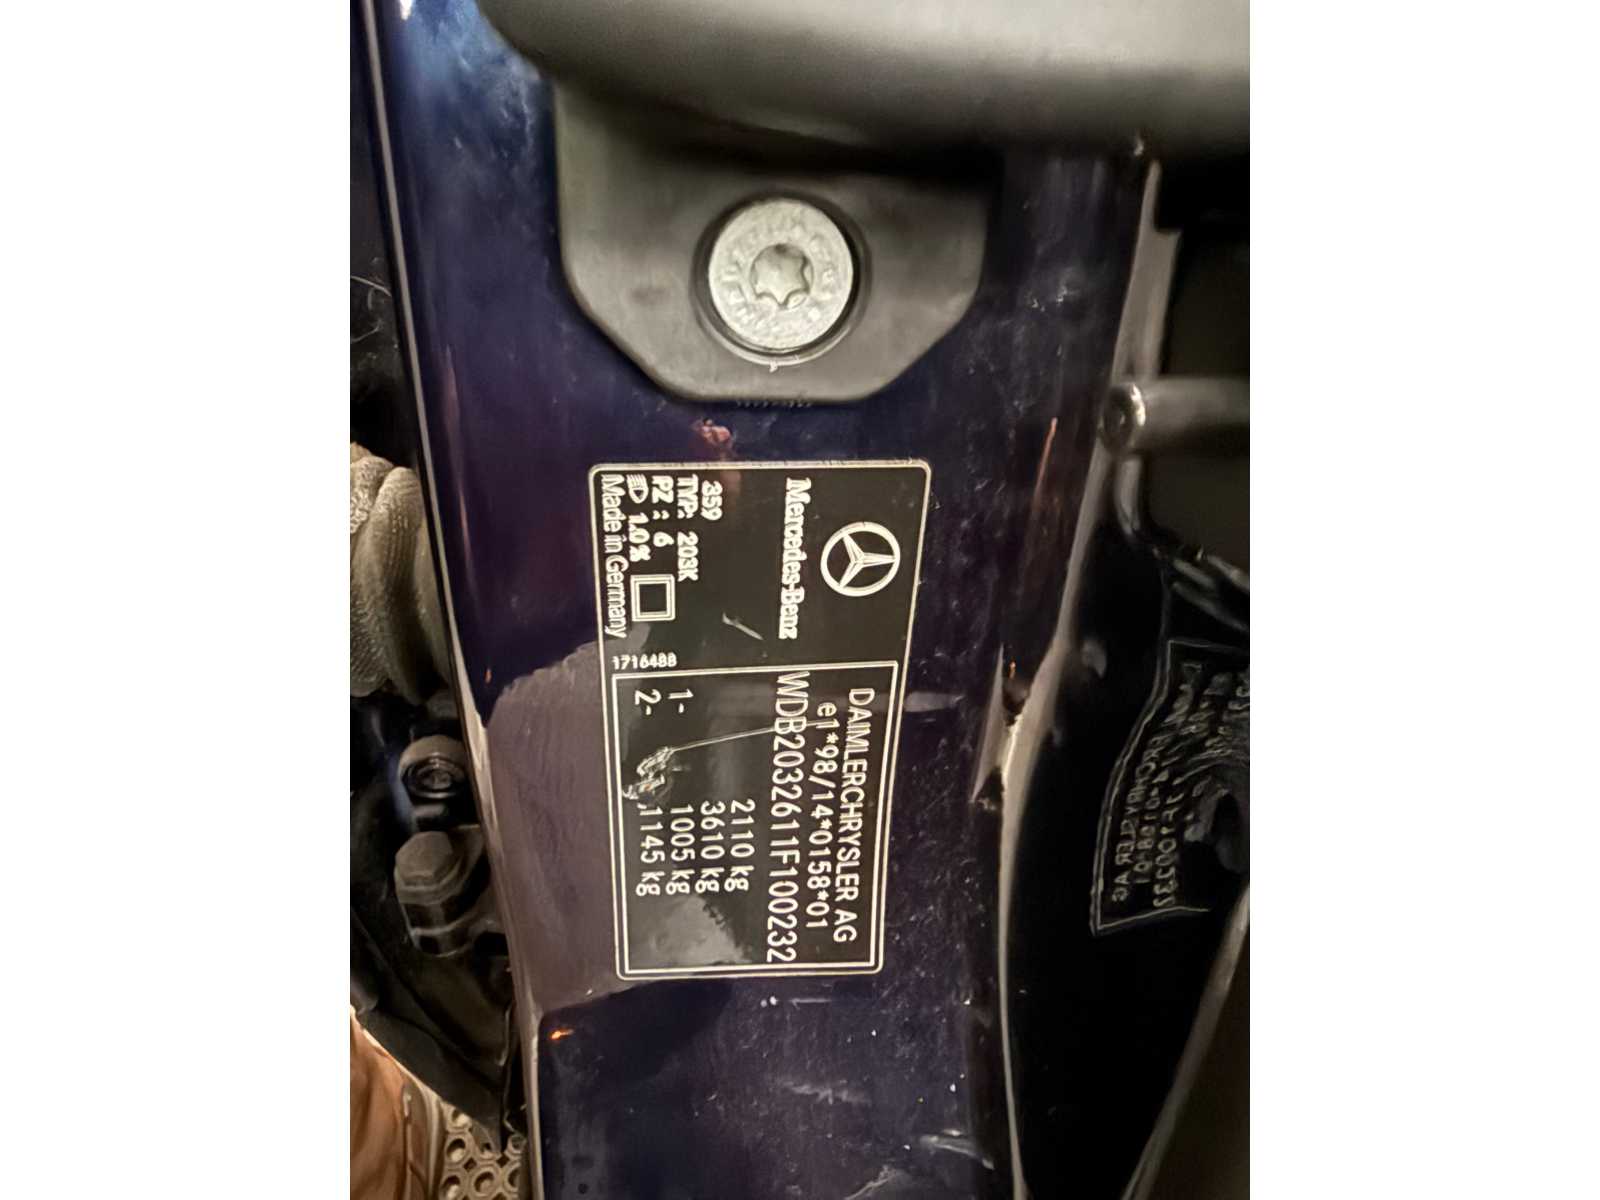 Mercedes-Benz
359
TYP: 203K
PZ : 6
1.0%
Made in Germany
1716488
DAIMLERCHRYSLER AG
e1*98/14*0158*01
WDB2032611F100232
2110 kg
3610 kg
1- 1005 kg
2- 1145 kg